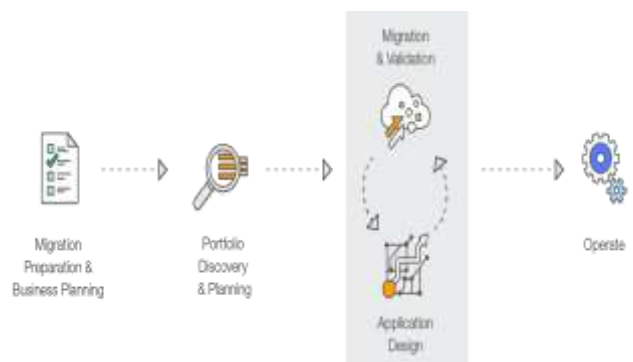 Migration
& Validation
Migration
Preparation &
Business Planning
Portfolio
Discovery
& Planning
Operate
Application
Design